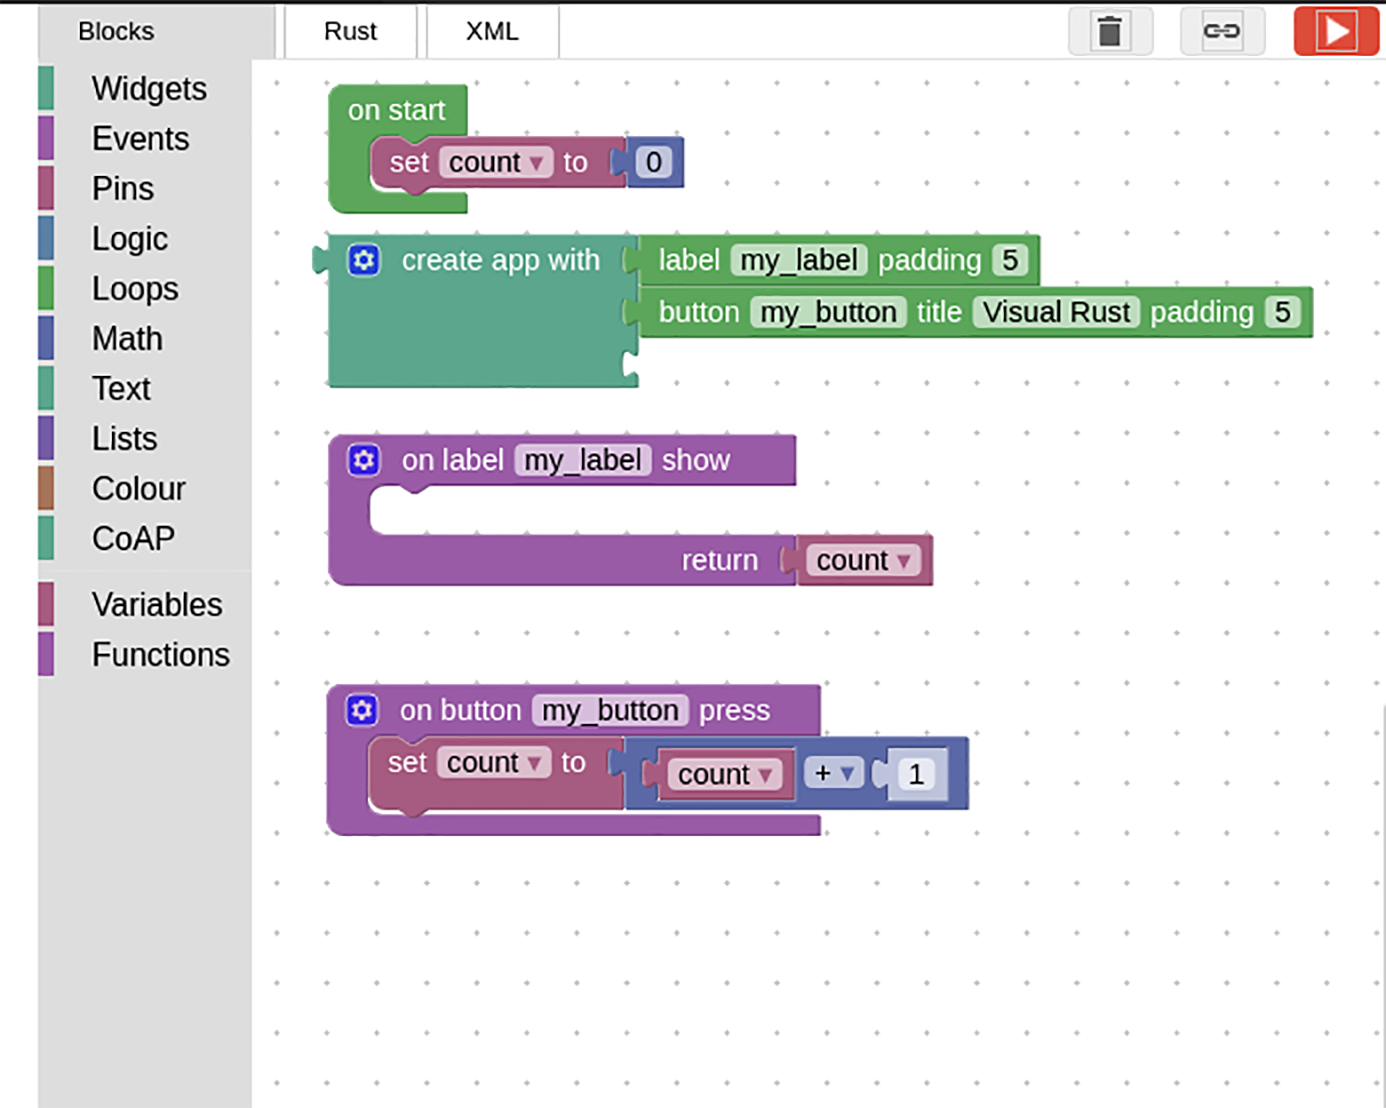 Blocks
Rust
XML
Widgets
Events
Pins
Logic
Loops
Math
Text
Lists
Colour
CoAP
Variables
Functions
on start
set count ▾ to 0
create app with label my_label padding 5
button my_button title Visual Rust padding 5
on label my_label show
return count ▾
on button my_button press
set count ▾ to count ▾ + ▾ 1